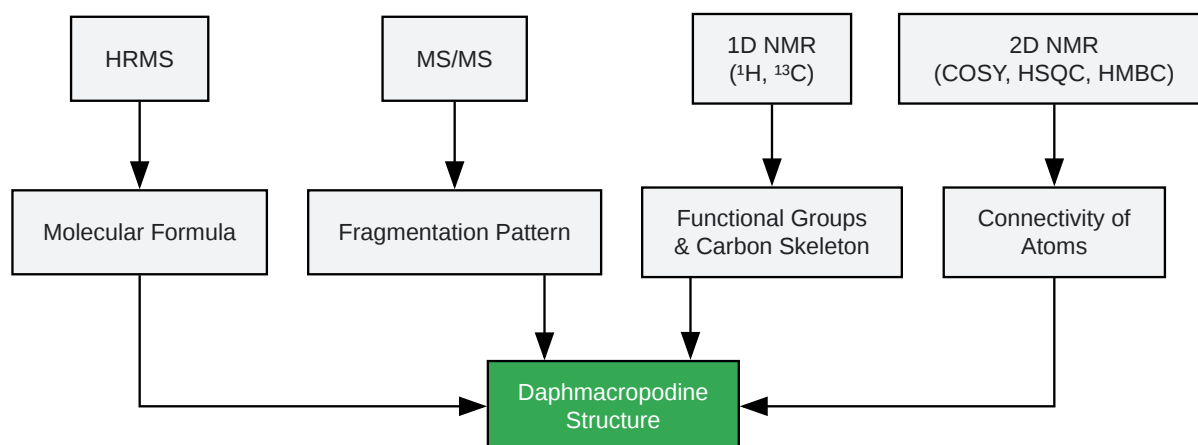 HRMS
MS/MS
1D NMR
(¹H, ¹³C)
2D NMR
(COSY, HSQC, HMBC)
Molecular Formula
Fragmentation Pattern
Functional Groups
& Carbon Skeleton
Connectivity of
Atoms
Daphmacropodine
Structure